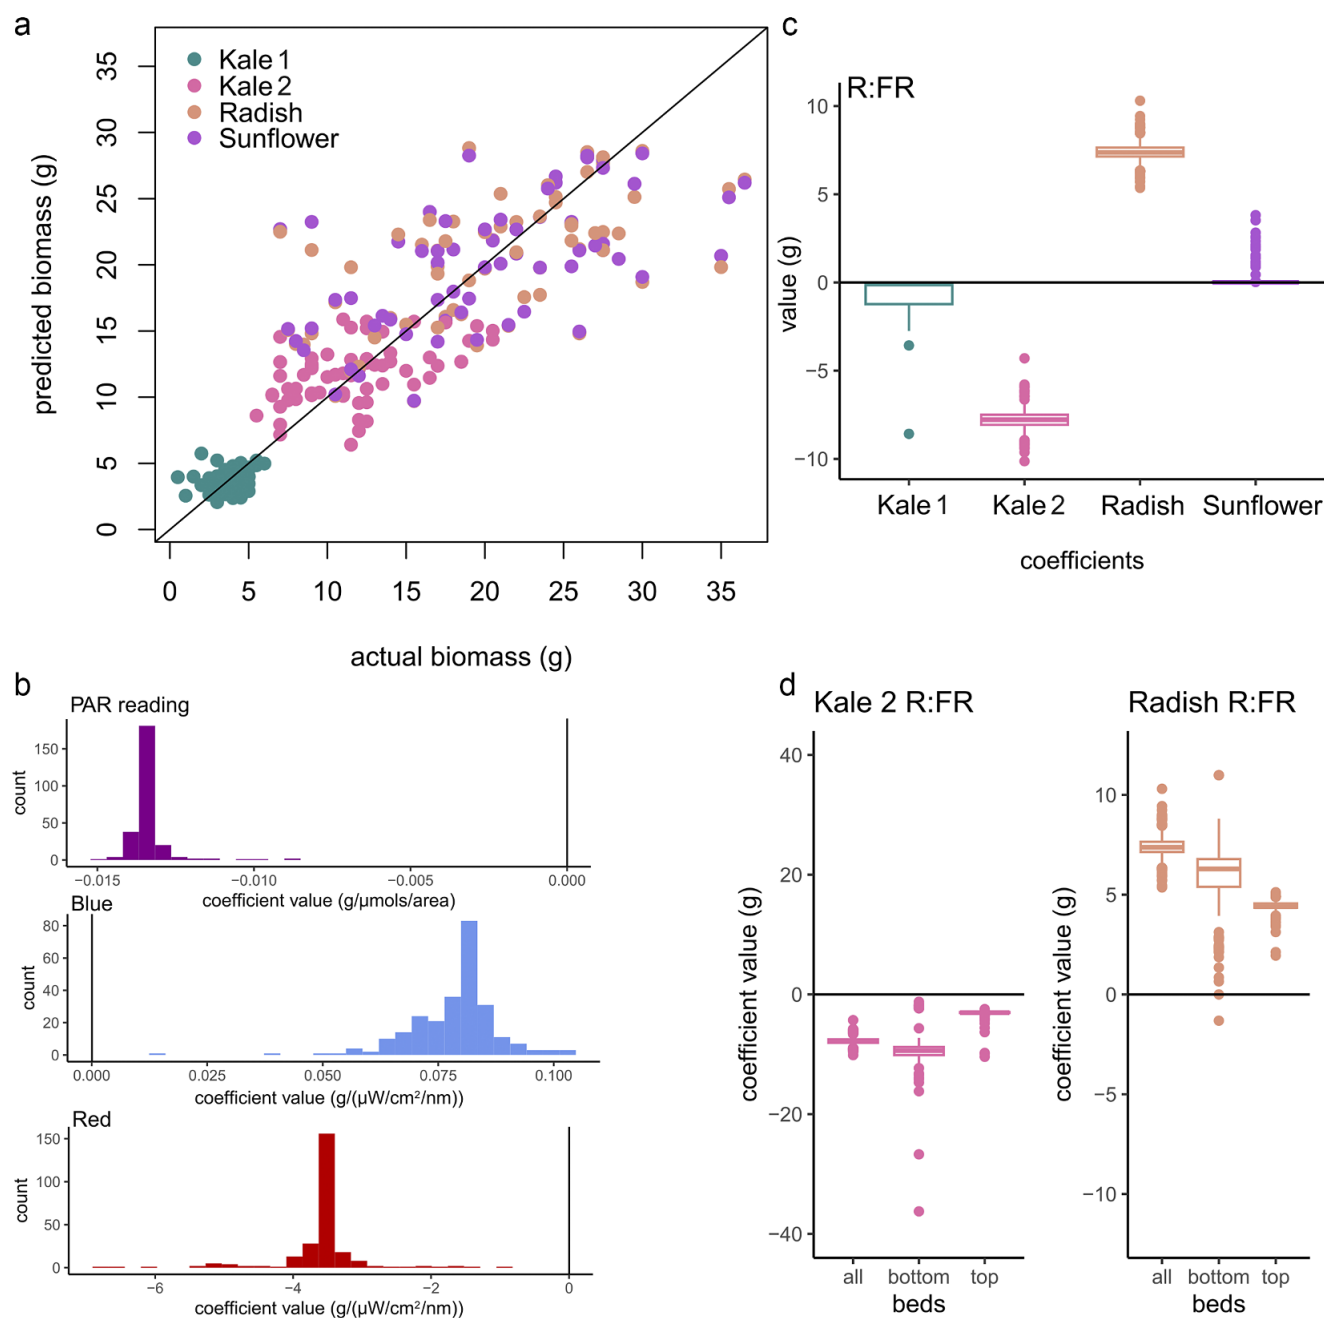 a
Kale 1
Kale 2
Radish
Sunflower
predicted biomass (g)
35
30
25
20
15
10
5
0
0 5 10 15 20 25 30 35
actual biomass (g)
c
R:FR
value (g)
10
5
0
−5
−10
Kale 1 Kale 2 Radish Sunflower
coefficients
b
PAR reading
count
150
100
50
0
−0.015 −0.010 −0.005 0.000
coefficient value (g/µmols/area)
Blue
count
80
60
40
20
0
0.000 0.025 0.050 0.075 0.100
coefficient value (g/(µW/cm²/nm))
Red
count
150
100
50
0
−6 −4 −2 0
coefficient value (g/(µW/cm²/nm))
d
Kale 2 R:FR
coefficient value (g)
40
20
0
−20
−40
all bottom top
beds
Radish R:FR
coefficient value (g)
10
5
0
−5
−10
all bottom top
beds